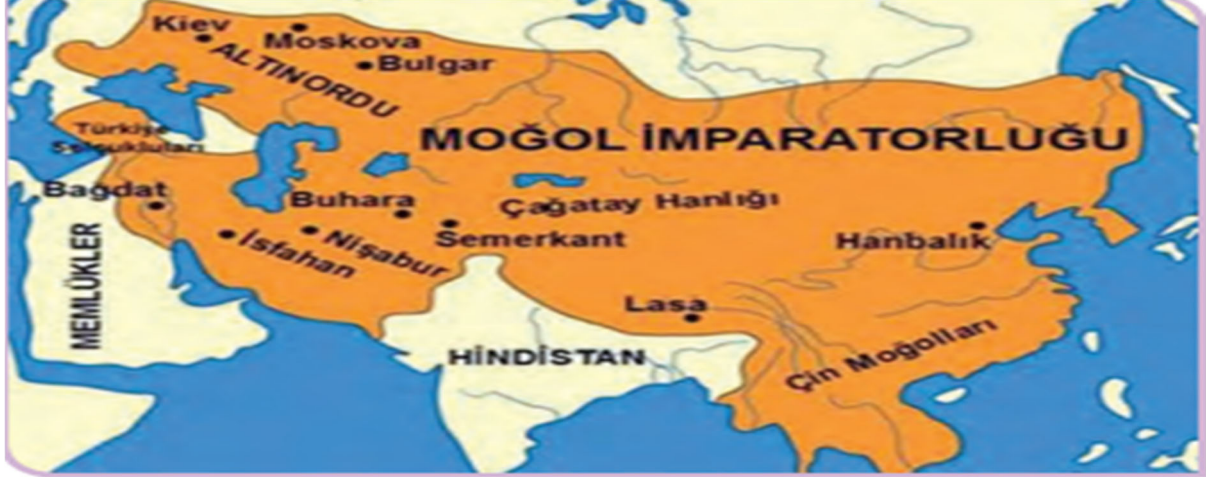 Kiev
Moskova
Bulgar
ALTINORDU
MOĞOL İMPARATORLUĞU
Türkiye
Selçukluları
Bağdat
Buhara
Çağatay Hanlığı
Semerkant
Hanbalık
İsfahan
Nişabur
MEMLÜKLER
Lasa
HİNDİSTAN
Çin Moğolları